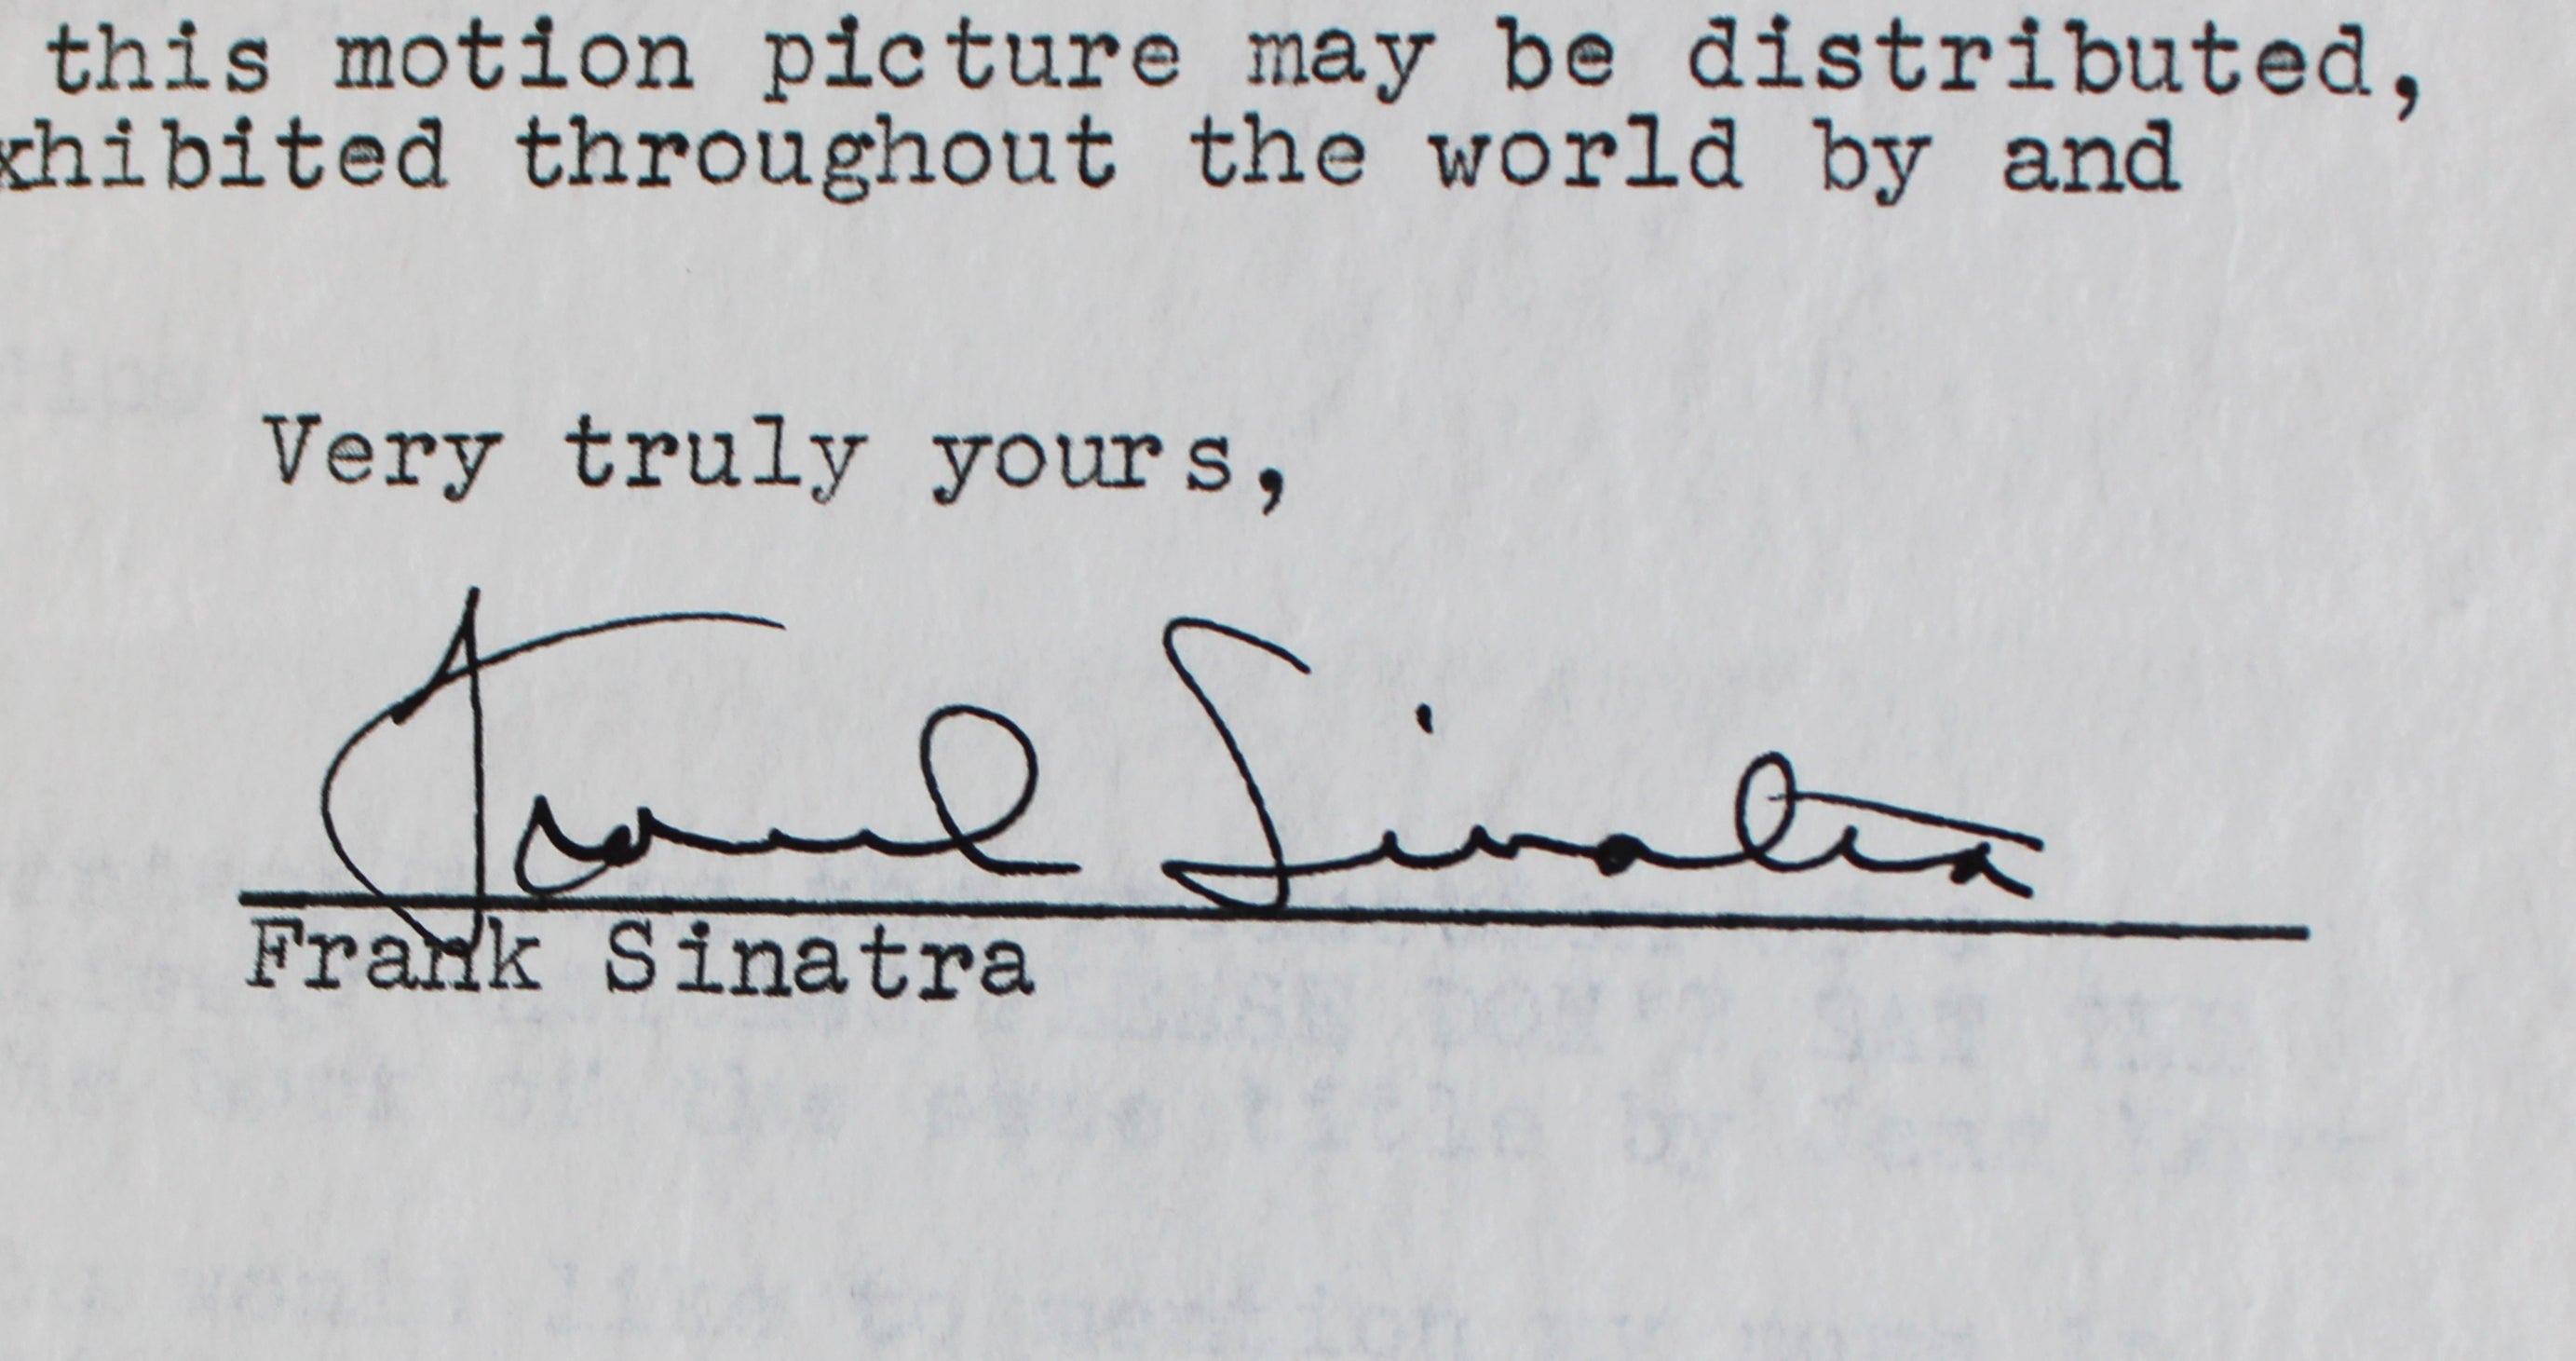 this motion picture may be distributed,
xhibited throughout the world by and
Very truly yours,
Frank Sinatra
Frank Sinatra